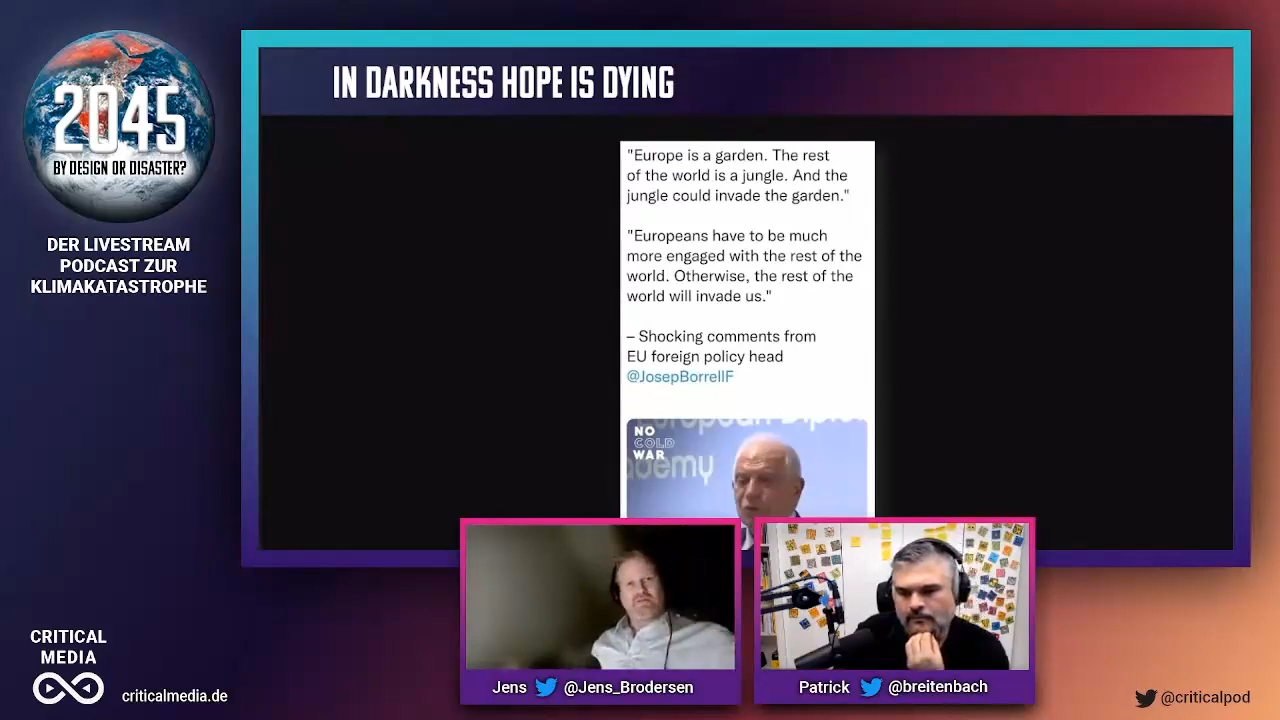 2045
BY DESIGN OR DISASTER?
DER LIVESTREAM
PODCAST ZUR
KLIMAKATASTROPHE
IN DARKNESS HOPE IS DYING
"Europe is a garden. The rest
of the world is a jungle. And the
jungle could invade the garden."
"Europeans have to be much
more engaged with the rest of the
world. Otherwise, the rest of the
world will invade us."
– Shocking comments from
EU foreign policy head
@JosepBorrellF
NO
COLD
WAR
European Diplo
ademy
Jens @Jens_Brodersen
Patrick @breitenbach
CRITICAL
MEDIA
criticalmedia.de
@criticalpod